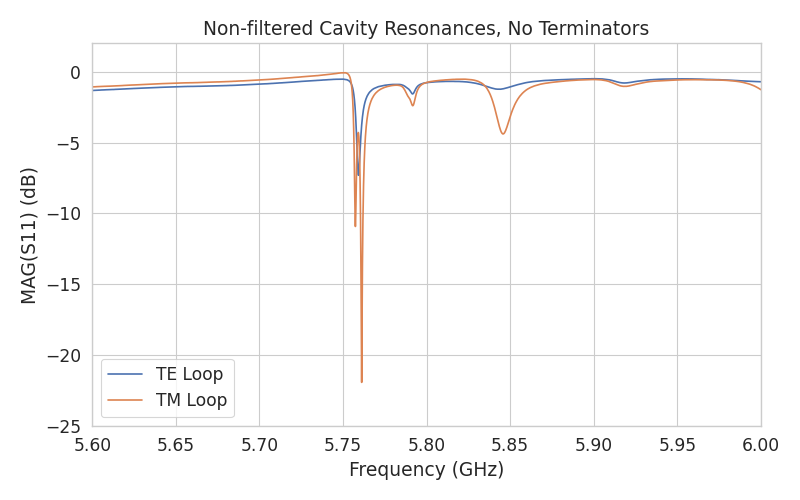 Non-filtered Cavity Resonances, No Terminators
MAG(S11) (dB)
0
−5
−10
−15
−20
−25
TE Loop
TM Loop
5.60 5.65 5.70 5.75 5.80 5.85 5.90 5.95 6.00
Frequency (GHz)